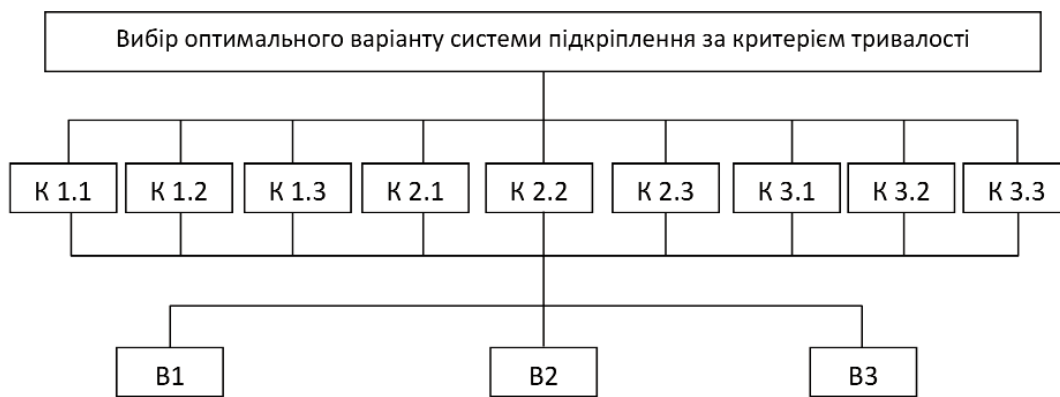 Вибір оптимального варіанту системи підкріплення за критерієм тривалості
К 1.1 К 1.2 К 1.3 К 2.1 К 2.2 К 2.3 К 3.1 К 3.2 К 3.3
В1 В2 В3